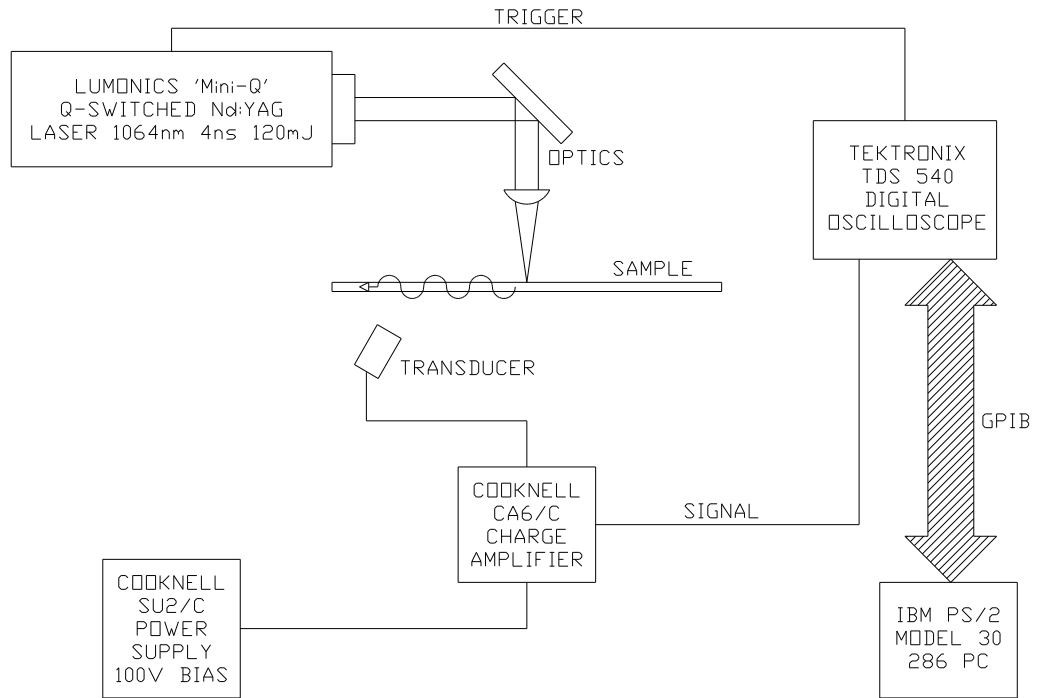 TRIGGER
LUMONICS 'Mini-Q'
Q-SWITCHED Nd:YAG
LASER 1064nm 4ns 120mJ
OPTICS
TEKTRONIX
TDS 540
DIGITAL
OSCILLOSCOPE
SAMPLE
TRANSDUCER
GPIB
COOKNELL
CA6/C
CHARGE
AMPLIFIER
SIGNAL
COOKNELL
SU2/C
POWER
SUPPLY
100V BIAS
IBM PS/2
MODEL 30
286 PC